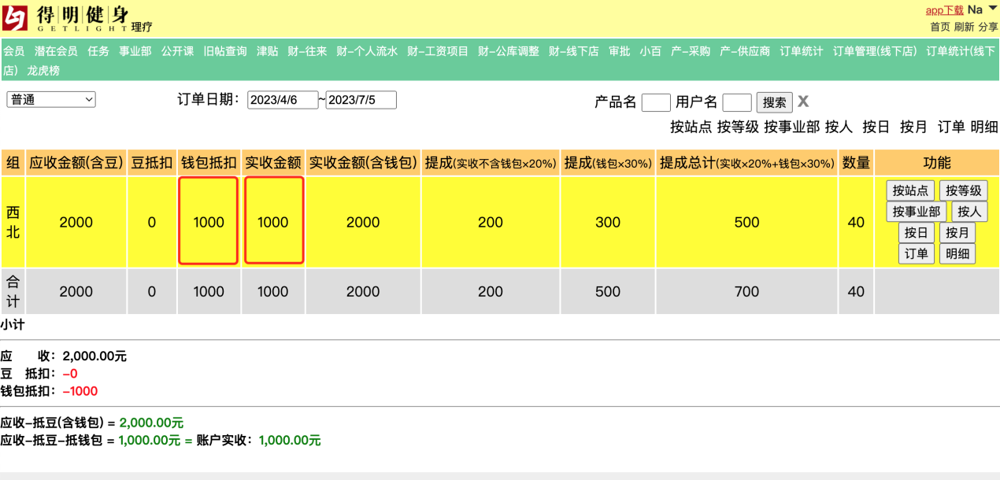 得明健身
GETLIGHT理疗
app下载 Na
首页 刷新 分享
会员 潜在会员 任务 事业部 公开课 旧帖查询 津贴 财-往来 财-个人流水 财-工资项目 财-公库调整 财-线下店 审批 小百 产-采购 产-供应商 订单统计 订单管理(线下店) 订单统计(线下
店) 龙虎榜
普通 订单日期： 2023/4/6 ~ 2023/7/5 产品名 用户名 搜索 X
按站点 按等级 按事业部 按人 按日 按月 订单 明细
组 应收金额(含豆) 豆抵扣 钱包抵扣 实收金额 实收金额(含钱包) 提成(实收不含钱包×20%) 提成(钱包×30%) 提成总计(实收×20%+钱包×30%) 数量 功能
西北 2000 0 1000 1000 2000 200 300 500 40
按站点 按等级
按事业部 按人
按日 按月
订单 明细
合计 2000 0 1000 1000 2000 200 500 700 40
小计
应 收：2,000.00元
豆 抵扣：-0
钱包抵扣：-1000
应收-抵豆(含钱包) = 2,000.00元
应收-抵豆-抵钱包 = 1,000.00元 = 账户实收：1,000.00元